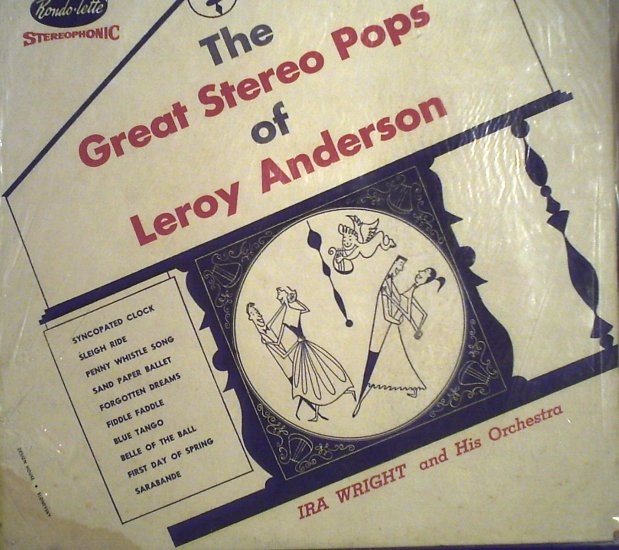 Rondo-lette
STEREOPHONIC
The
Great Stereo Pops
of
Leroy Anderson
SYNCOPATED CLOCK
SLEIGH RIDE
PENNY WHISTLE SONG
SAND PAPER BALLET
FORGOTTEN DREAMS
FIDDLE FADDLE
BLUE TANGO
BELLE OF THE BALL
FIRST DAY OF SPRING
SARABANDE
IRA WRIGHT and His Orchestra